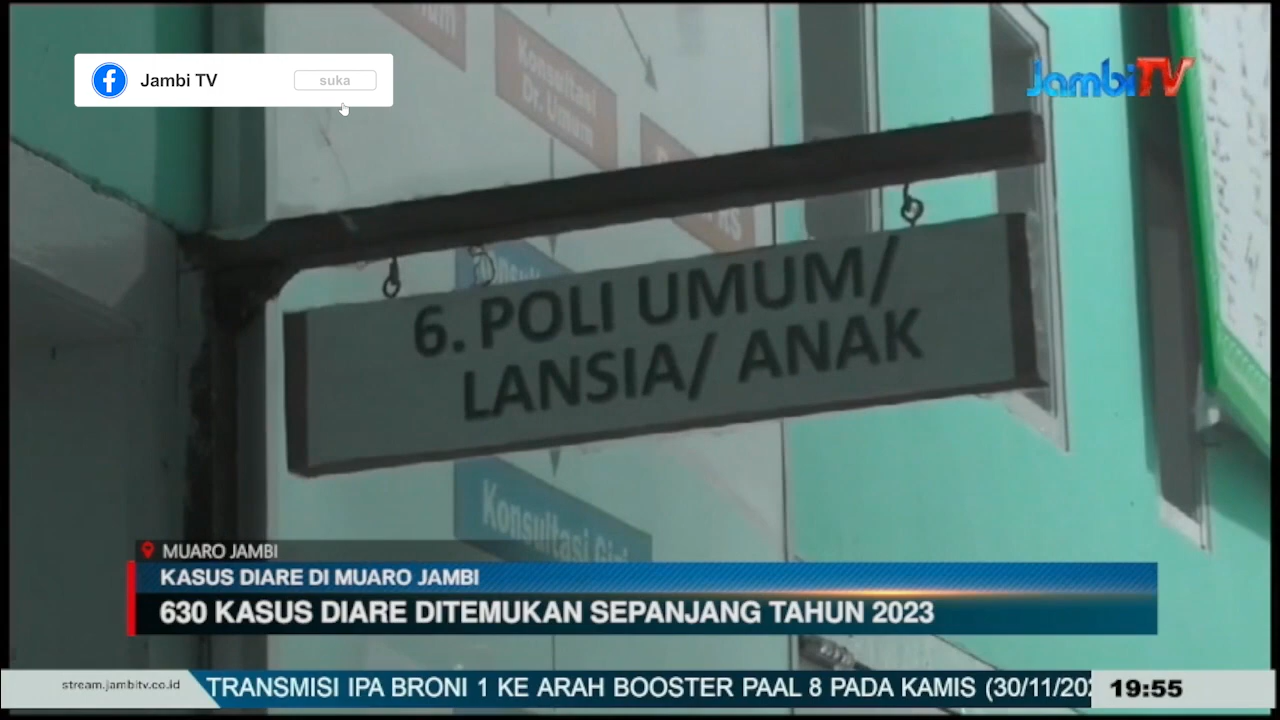 Jambi TV
suka
JambiTV
Konsultasi
Dr. Umum
6. POLI UMUM/
LANSIA/ ANAK
Konsultasi
MUARO JAMBI
KASUS DIARE DI MUARO JAMBI
630 KASUS DIARE DITEMUKAN SEPANJANG TAHUN 2023
stream.jambitv.co.id
TRANSMISI IPA BRONI 1 KE ARAH BOOSTER PAAL 8 PADA KAMIS (30/11/202
19:55